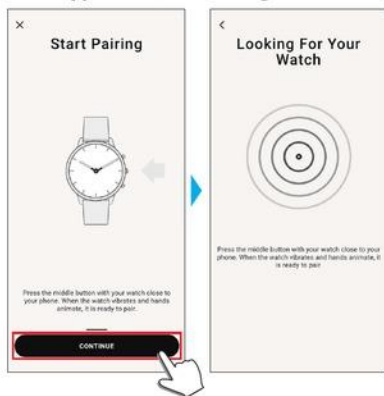 Start Pairing
Press the middle button with your watch close to
your phone. When the watch vibrates and hands
animate, it is ready to pair.
CONTINUE
Looking For Your
Watch
Press the middle button with your watch close to your
phone. When the watch vibrates and hands animate, it
is ready to pair